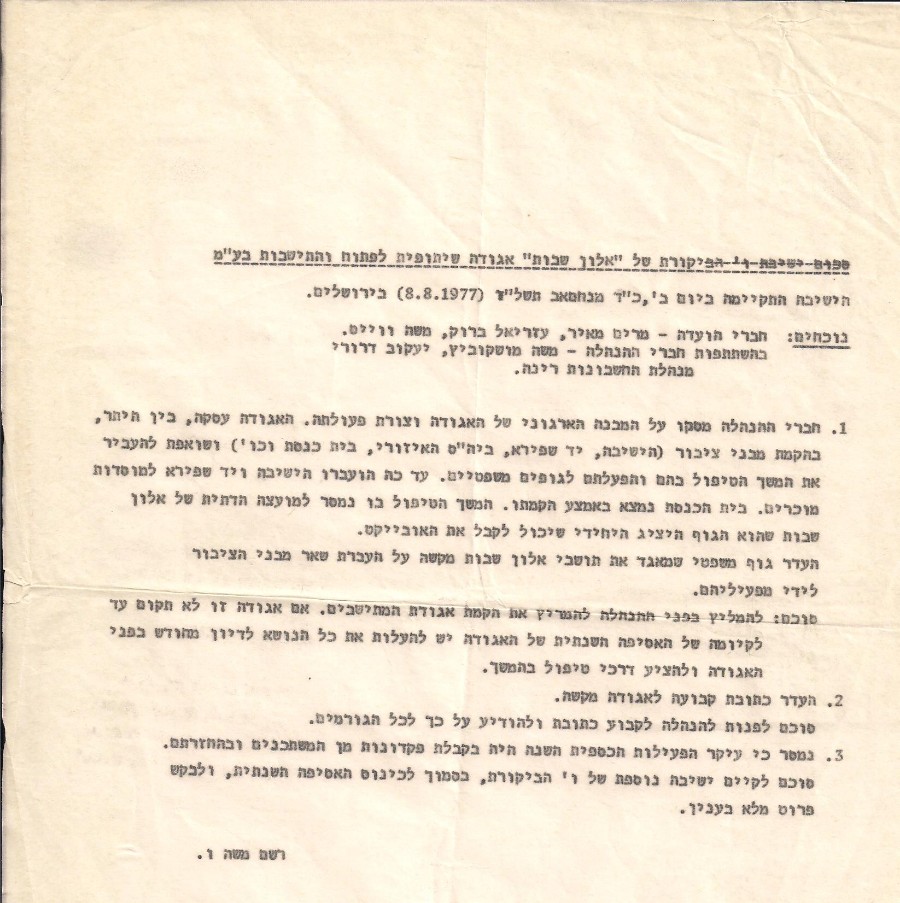 סכום ישיבת ו' הביקורת של "אלון שבות" אגודה שיתופית לפתוח והתישבות בע"מ
הישיבה התקיימה ביום ב', כ"ד מנחםאב תשל"ז (8.8.1977) בירושלים.
נוכחים: חברי הועדה - מרים מאיר, עזריאל ברוק, משה ווייס.
בהשתתפות חברי ההנהלה - משה מושקוביץ, יעקוב דרורי
מנהלת החשבונות רינה.
1. חברי ההנהלה מסקו על המבנה הארגוני של האגודה וצורת פעולתה. האגודה עסקה, בין היתר,
בהקמת מבני ציבור (הישיבה, יד שפירא, ביה"ס האיזורי, בית כנסת וכו') ושואפת להעביר
את המשך הטיפול בהם והפעלתם לגופים משפטיים. עד כה הועברו הישיבה ויד שפירא למוסדות
מוכרים. בית הכנסת נמצא באמצע הקמתו. המשך הטיפול בו נמסר למועצה הדתית של אלון
שבות שהוא הגוף היציג היחידי שיכול לקבל את האובייקט.
העדר גוף משפטי שמאגד את תושבי אלון שבות מקשה על העברת שאר מבני הציבור
לידי מפעיליהם.
סוכם: להמליץ בפני ההנהלה להמריץ את הקמת אגודת המתישבים. אם אגודה זו לא תקום עד
לקיומה של האסיפה השנתית של האגודה יש להעלות את כל הנושא לדיון מחודש בפני
האגודה ולהציע דרכי טיפול בהמשך.
2. העדר כתובת קבועה לאגודה מקשה.
סוכם לפנות להנהלה לקבוע כתובת ולהודיע על כך לכל הגורמים.
3. נמסר כי עיקר הפעילות הכספית השנה היה בקבלת פקדונות מן המשתכנים ובהחזרתם.
סוכם לקיים ישיבה נוספת של ו' הביקורת, בסמוך לכינוס האסיפה השנתית, ולבקש
פרוט מלא בענין.
רשם משה ו.